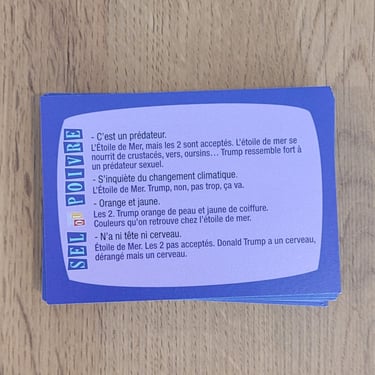 SEL OU POIVRE
- C'est un prédateur.
L'Étoile de Mer, mais les 2 sont acceptés. L'étoile de mer se
nourrit de crustacés, vers, oursins... Trump ressemble fort à
un prédateur sexuel.
- S'inquiète du changement climatique.
L'Étoile de Mer. Trump, non, pas trop, ça va.
- Orange et jaune.
Les 2. Trump orange de peau et jaune de coiffure.
Couleurs qu'on retrouve chez l'étoile de mer.
- N'a ni tête ni cerveau.
Étoile de Mer. Les 2 pas acceptés. Donald Trump a un cerveau,
dérangé mais un cerveau.